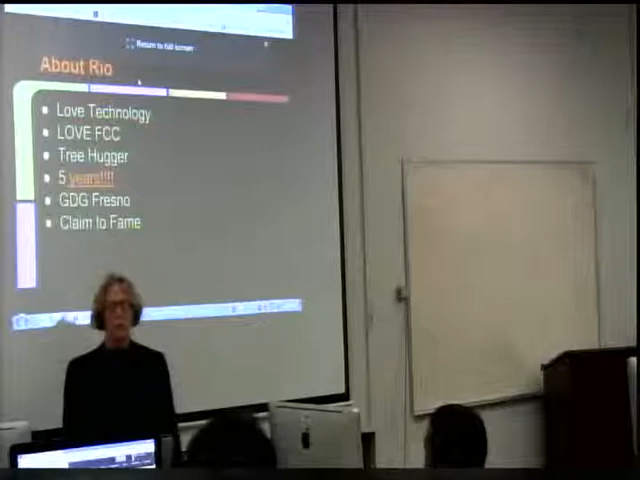 Return to full screen
About Rio
Love Technology
LOVE FCC
Tree Hugger
5 years!!!!
GDG Fresno
Claim to Fame